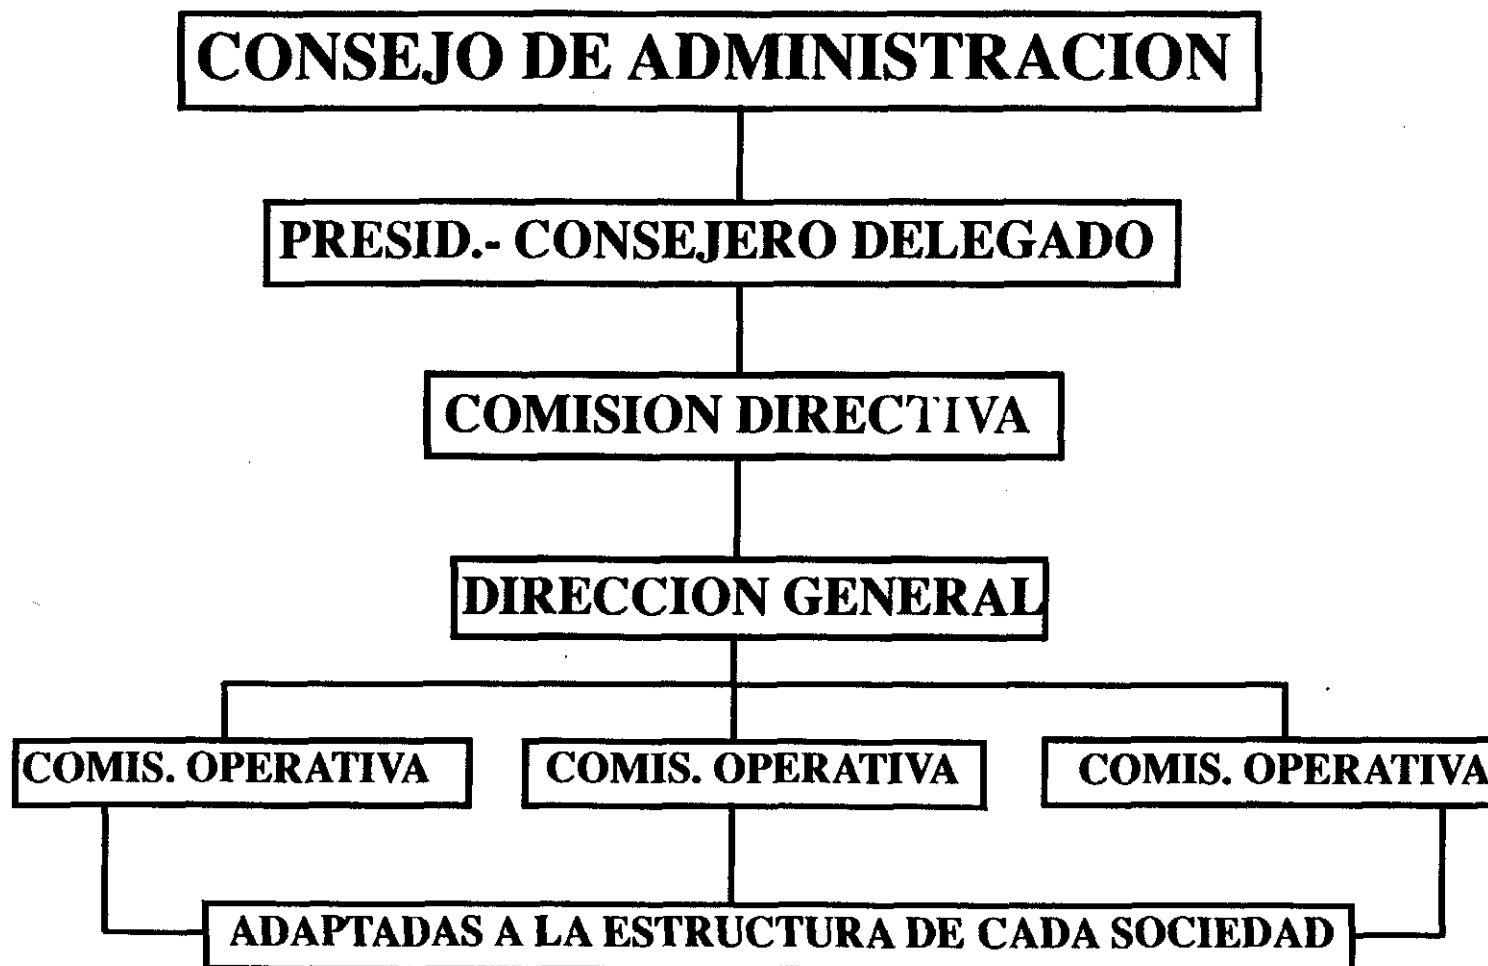 CONSEJO DE ADMINISTRACION
PRESID.- CONSEJERO DELEGADO
COMISION DIRECTIVA
DIRECCION GENERAL
COMIS. OPERATIVA
COMIS. OPERATIVA
COMIS. OPERATIVA
ADAPTADAS A LA ESTRUCTURA DE CADA SOCIEDAD